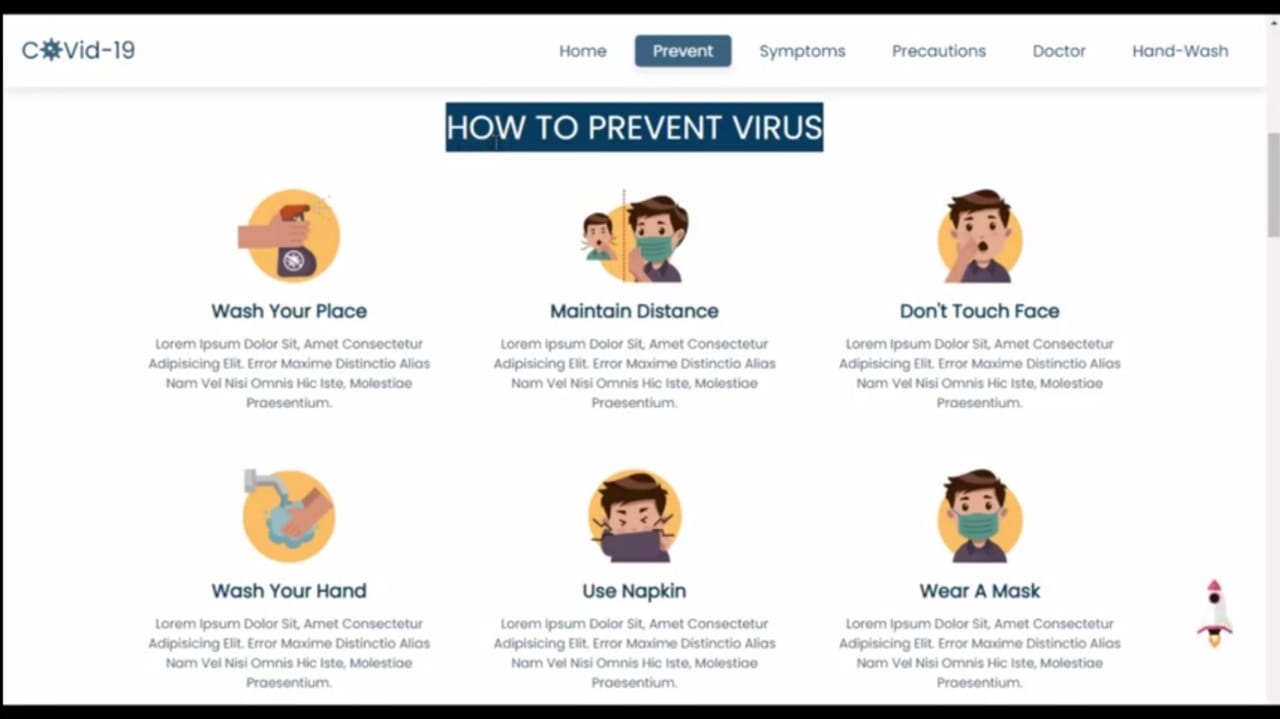 COVid-19
Home Prevent Symptoms Precautions Doctor Hand-Wash
HOW TO PREVENT VIRUS
Wash Your Place
Lorem Ipsum Dolor Sit, Amet Consectetur
Adipisicing Elit. Error Maxime Distinctio Alias
Nam Vel Nisi Omnis Hic Iste, Molestiae
Praesentium.
Maintain Distance
Lorem Ipsum Dolor Sit, Amet Consectetur
Adipisicing Elit. Error Maxime Distinctio Alias
Nam Vel Nisi Omnis Hic Iste, Molestiae
Praesentium.
Don't Touch Face
Lorem Ipsum Dolor Sit, Amet Consectetur
Adipisicing Elit. Error Maxime Distinctio Alias
Nam Vel Nisi Omnis Hic Iste, Molestiae
Praesentium.
Wash Your Hand
Lorem Ipsum Dolor Sit, Amet Consectetur
Adipisicing Elit. Error Maxime Distinctio Alias
Nam Vel Nisi Omnis Hic Iste, Molestiae
Praesentium.
Use Napkin
Lorem Ipsum Dolor Sit, Amet Consectetur
Adipisicing Elit. Error Maxime Distinctio Alias
Nam Vel Nisi Omnis Hic Iste, Molestiae
Praesentium.
Wear A Mask
Lorem Ipsum Dolor Sit, Amet Consectetur
Adipisicing Elit. Error Maxime Distinctio Alias
Nam Vel Nisi Omnis Hic Iste, Molestiae
Praesentium.